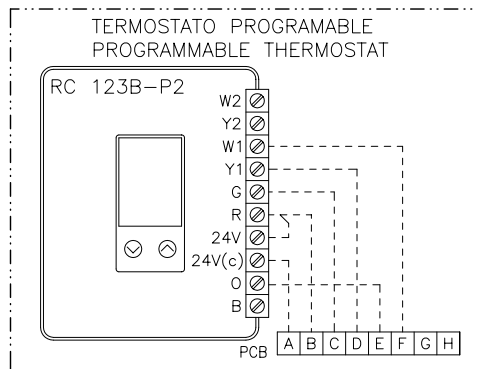 TERMOSTATO PROGRAMABLE
PROGRAMMABLE THERMOSTAT
RC 123B-P2
W2
Y2
W1
Y1
G
R
24V
24V(c)
O
B
PCB A B C D E F G H